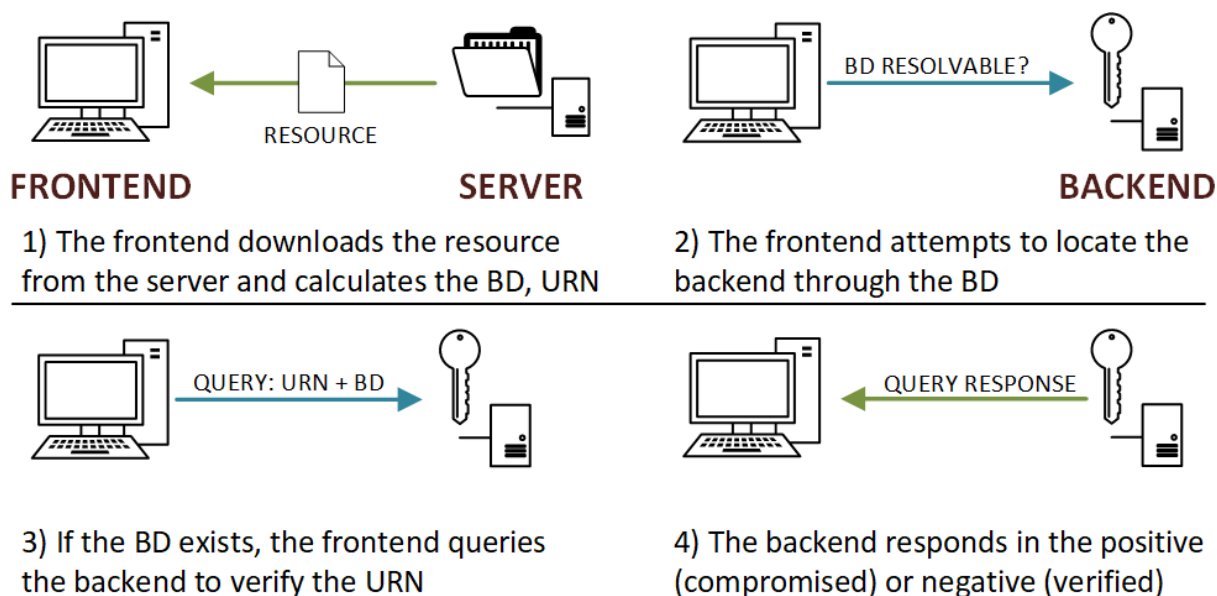 RESOURCE
FRONTEND
SERVER
1) The frontend downloads the resource
from the server and calculates the BD, URN
BD RESOLVABLE?
BACKEND
2) The frontend attempts to locate the
backend through the BD
QUERY: URN + BD
3) If the BD exists, the frontend queries
the backend to verify the URN
QUERY RESPONSE
4) The backend responds in the positive
(compromised) or negative (verified)